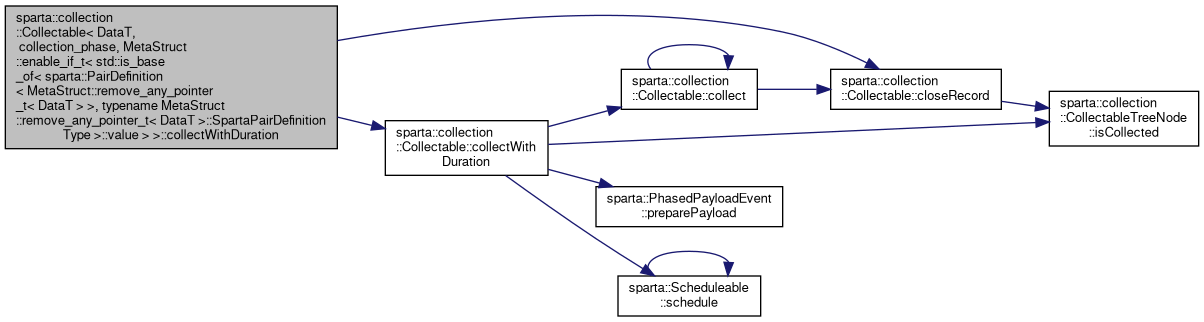 sparta::collection
::Collectable< DataT,
collection_phase, MetaStruct
::enable_if_t< std::is_base
_of< sparta::PairDefinition
< MetaStruct::remove_any_pointer
_t< DataT > >, typename MetaStruct
::remove_any_pointer_t< DataT >::SpartaPairDefinition
Type >::value > >::collectWithDuration
sparta::collection
::Collectable::collectWith
Duration
sparta::collection
::Collectable::collect
sparta::PhasedPayloadEvent
::preparePayload
sparta::Scheduleable
::schedule
sparta::collection
::Collectable::closeRecord
sparta::collection
::CollectableTreeNode
::isCollected